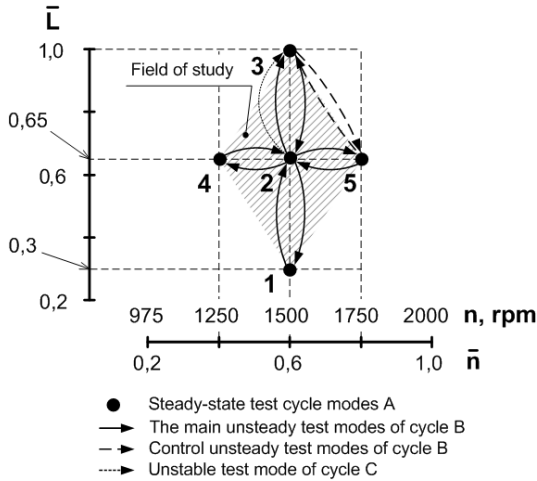 L̄
1,0
3
Field of study
0,65
0,6
4
2
5
0,3
1
0,2
975 1250 1500 1750 2000 n, rpm
0,2 0,6 1,0 n̄
Steady-state test cycle modes A
The main unsteady test modes of cycle B
Control unsteady test modes of cycle B
Unstable test mode of cycle C